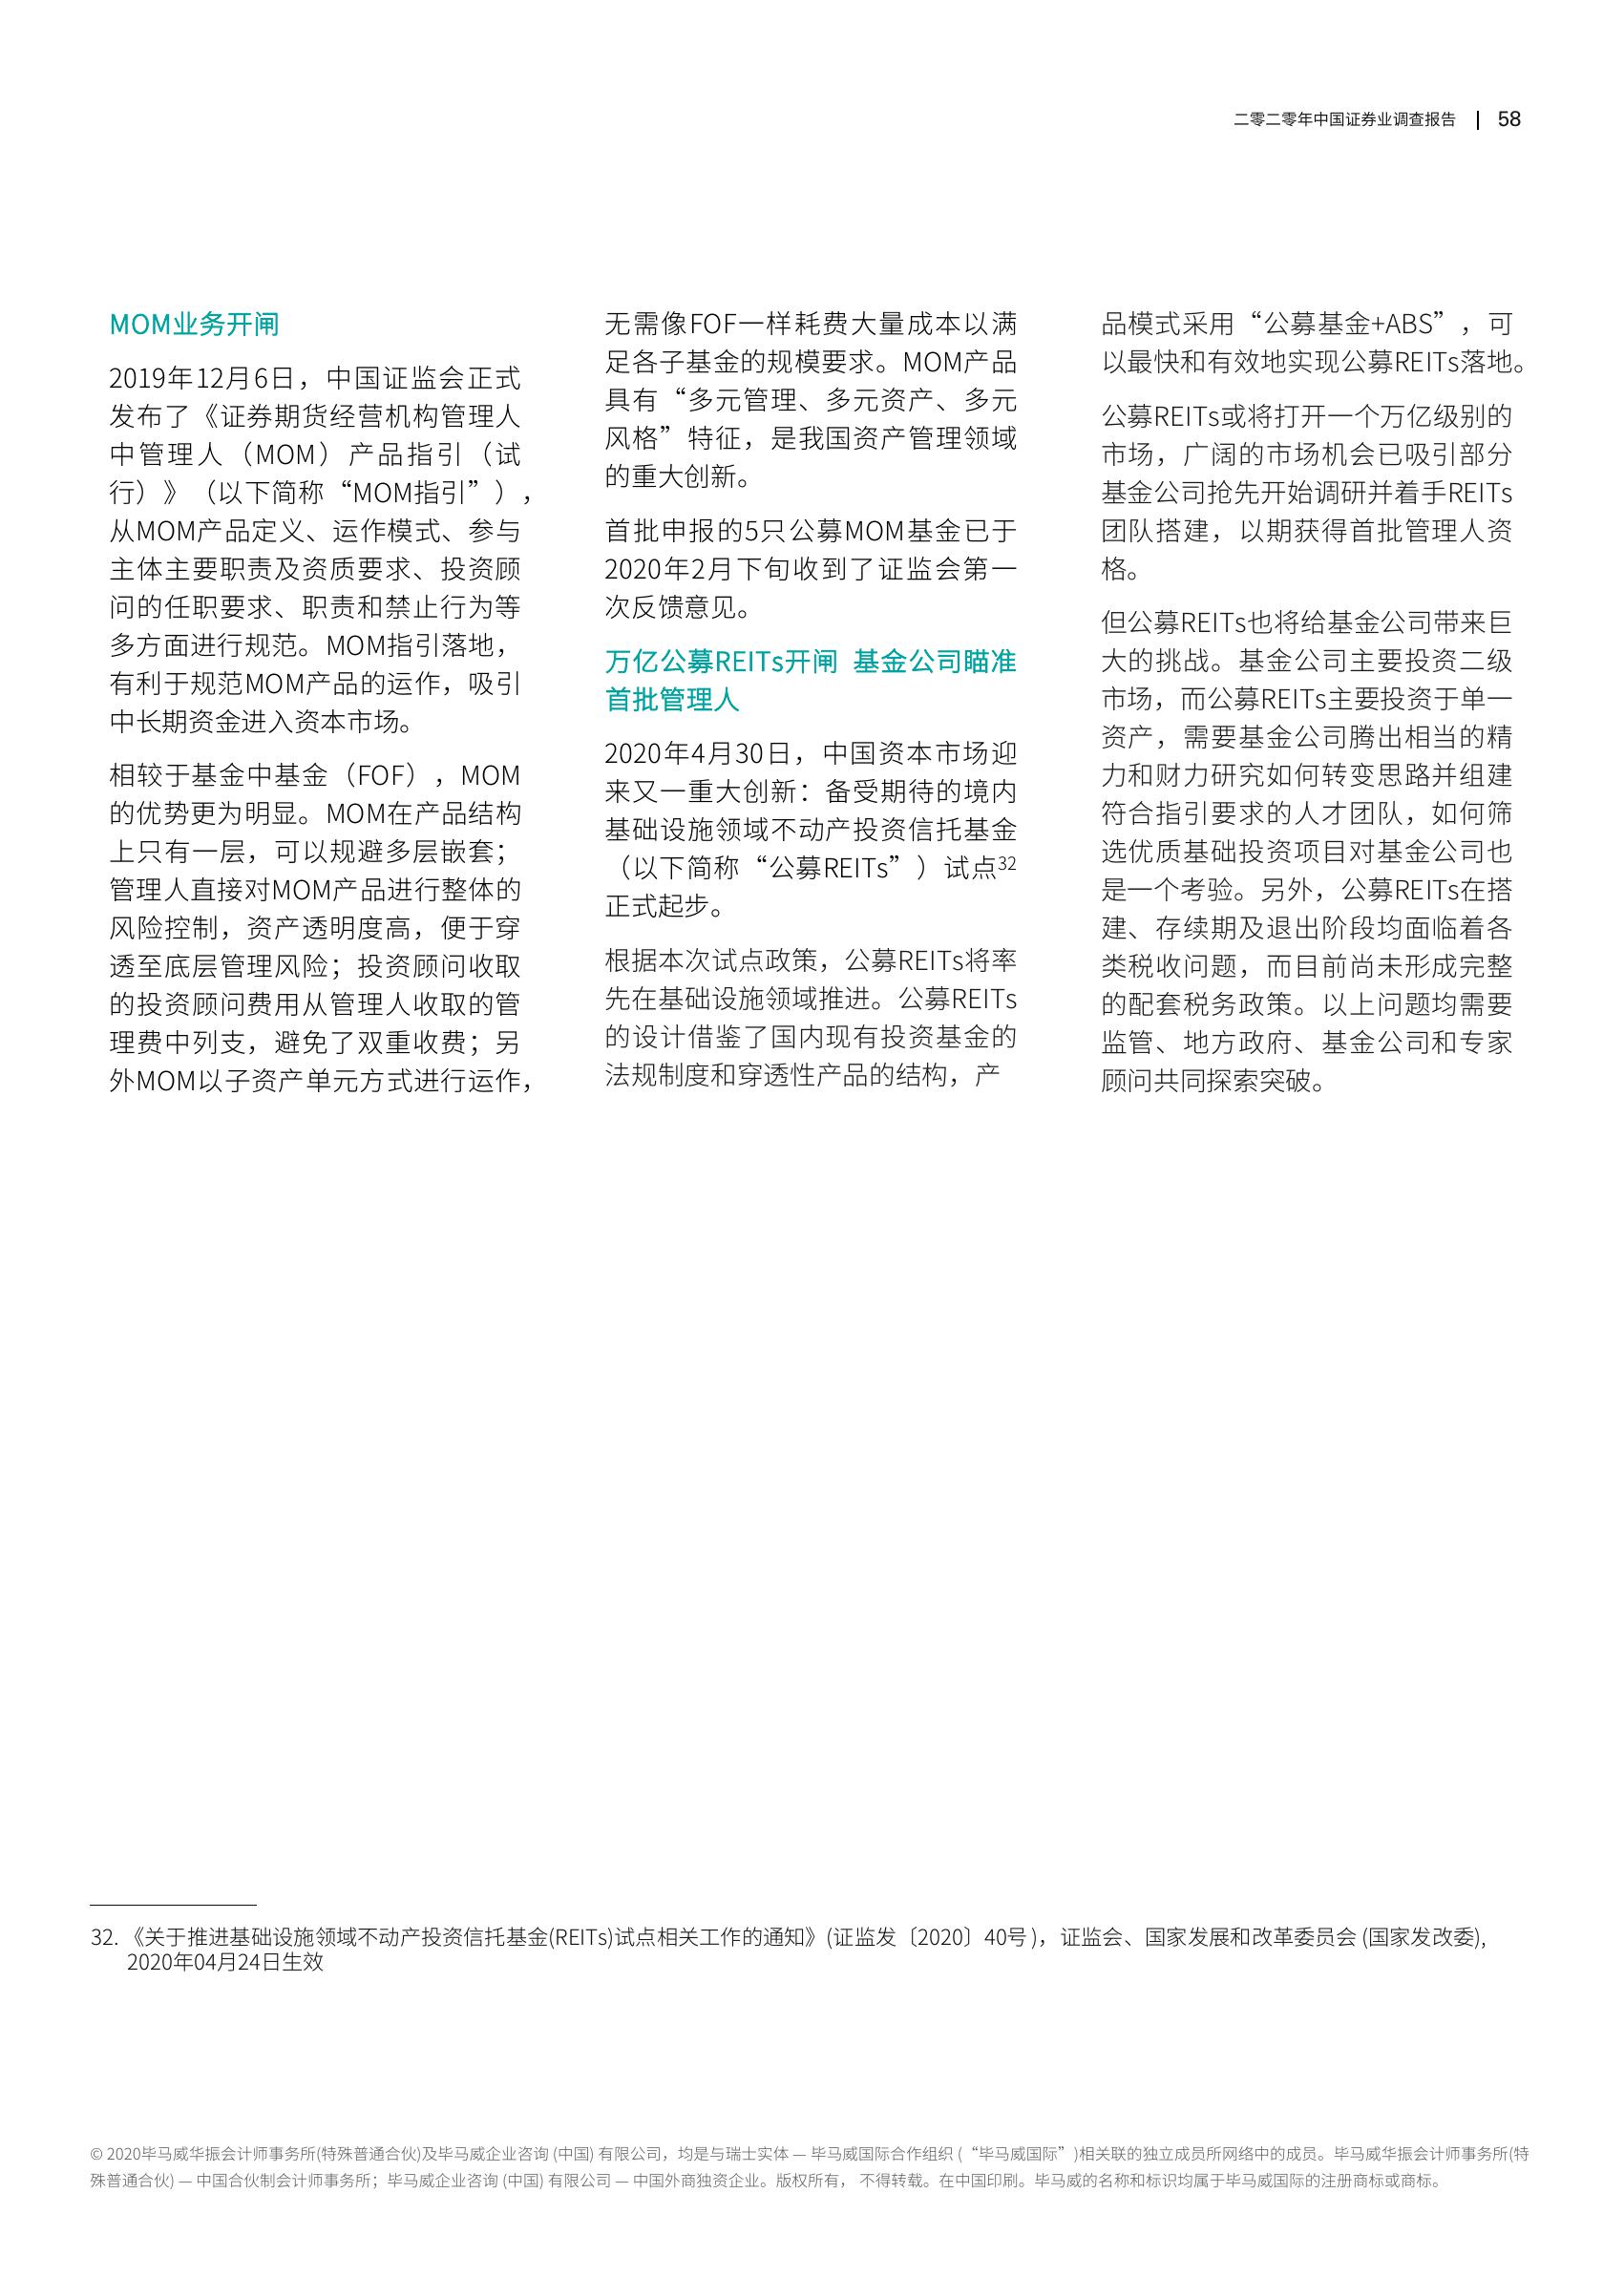 二零二零年中国证券业调查报告 | 58
MOM业务开闸
2019年12月6日，中国证监会正式
发布了《证券期货经营机构管理人
中管理人（MOM）产品指引（试
行）》（以下简称“MOM指引”），
从MOM产品定义、运作模式、参与
主体主要职责及资质要求、投资顾
问的任职要求、职责和禁止行为等
多方面进行规范。MOM指引落地，
有利于规范MOM产品的运作，吸引
中长期资金进入资本市场。
相较于基金中基金（FOF），MOM
的优势更为明显。MOM在产品结构
上只有一层，可以规避多层嵌套；
管理人直接对MOM产品进行整体的
风险控制，资产透明度高，便于穿
透至底层管理风险；投资顾问收取
的投资顾问费用从管理人收取的管
理费中列支，避免了双重收费；另
外MOM以子资产单元方式进行运作，
无需像FOF一样耗费大量成本以满
足各子基金的规模要求。MOM产品
具有“多元管理、多元资产、多元
风格”特征，是我国资产管理领域
的重大创新。
首批申报的5只公募MOM基金已于
2020年2月下旬收到了证监会第一
次反馈意见。
万亿公募REITs开闸 基金公司瞄准
首批管理人
2020年4月30日，中国资本市场迎
来又一重大创新：备受期待的境内
基础设施领域不动产投资信托基金
（以下简称“公募REITs”）试点32
正式起步。
根据本次试点政策，公募REITs将率
先在基础设施领域推进。公募REITs
的设计借鉴了国内现有投资基金的
法规制度和穿透性产品的结构，产
品模式采用“公募基金+ABS”，可
以最快和有效地实现公募REITs落地。
公募REITs或将打开一个万亿级别的
市场，广阔的市场机会已吸引部分
基金公司抢先开始调研并着手REITs
团队搭建，以期获得首批管理人资
格。
但公募REITs也将给基金公司带来巨
大的挑战。基金公司主要投资二级
市场，而公募REITs主要投资于单一
资产，需要基金公司腾出相当的精
力和财力研究如何转变思路并组建
符合指引要求的人才团队，如何筛
选优质基础投资项目对基金公司也
是一个考验。另外，公募REITs在搭
建、存续期及退出阶段均面临着各
类税收问题，而目前尚未形成完整
的配套税务政策。以上问题均需要
监管、地方政府、基金公司和专家
顾问共同探索突破。
32. 《关于推进基础设施领域不动产投资信托基金(REITs)试点相关工作的通知》(证监发〔2020〕40号 )，证监会、国家发展和改革委员会 (国家发改委),
2020年04月24日生效
© 2020毕马威华振会计师事务所(特殊普通合伙)及毕马威企业咨询 (中国) 有限公司，均是与瑞士实体 — 毕马威国际合作组织 (“毕马威国际”)相关联的独立成员所网络中的成员。毕马威华振会计师事务所(特
殊普通合伙) — 中国合伙制会计师事务所；毕马威企业咨询 (中国) 有限公司 — 中国外商独资企业。版权所有， 不得转载。在中国印刷。毕马威的名称和标识均属于毕马威国际的注册商标或商标。